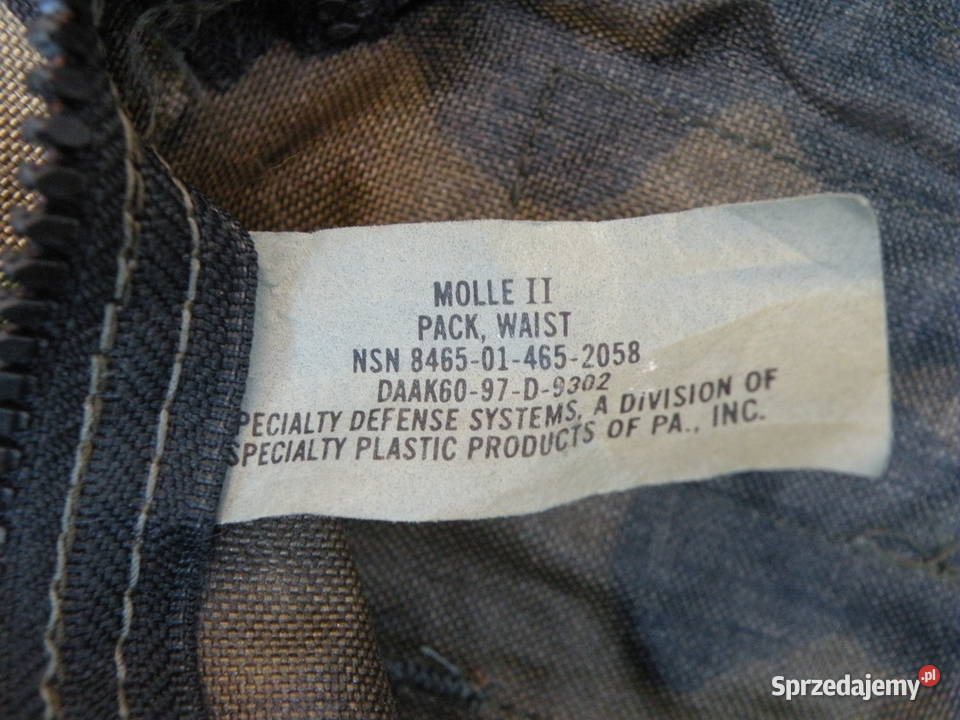 MOLLE II
PACK, WAIST
NSN 8465-01-465-2058
DAAK60-97-D-9302
PECIALTY DEFENSE SYSTEMS, A DIVISION OF
SPECIALTY PLASTIC PRODUCTS OF PA., INC.
Sprzedajemy.pl